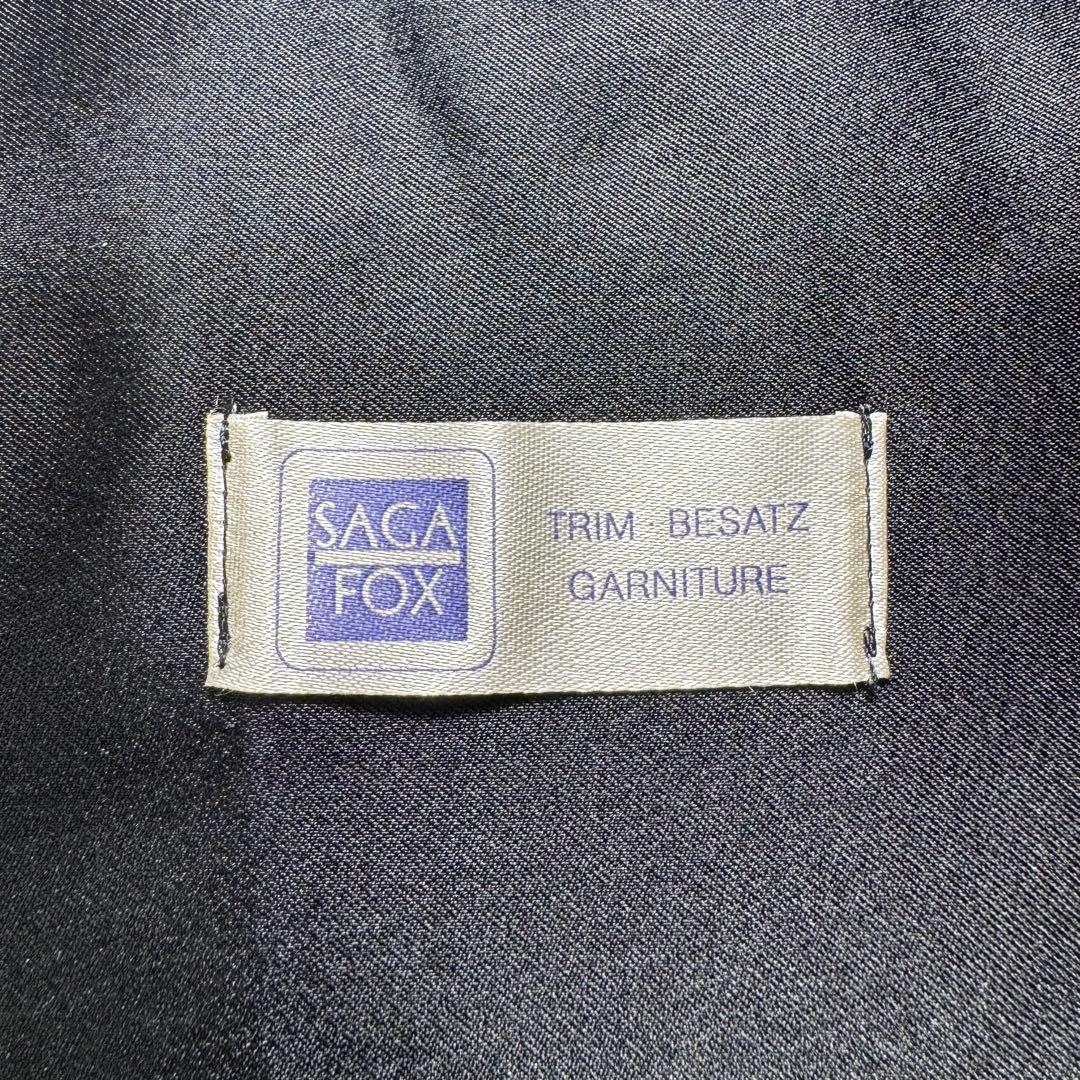 SAGA
FOX
TRIM · BESATZ
GARNITURE